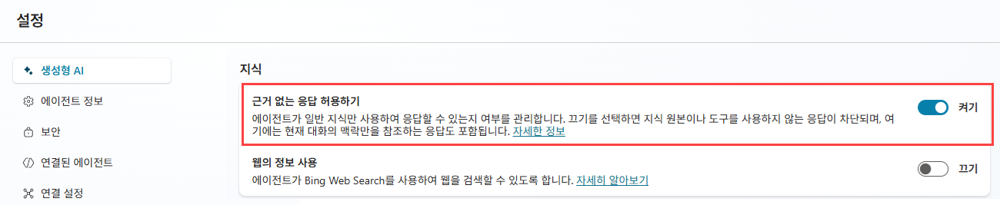 설정
생성형 AI
에이전트 정보
보안
연결된 에이전트
연결 설정
지식
근거 없는 응답 허용하기
에이전트가 일반 지식만 사용하여 응답할 수 있는지 여부를 관리합니다. 끄기를 선택하면 지식 원본이나 도구를 사용하지 않는 응답이 차단되며, 여
기에는 현재 대화의 맥락만을 참조하는 응답도 포함됩니다. 자세한 정보
켜기
웹의 정보 사용
에이전트가 Bing Web Search를 사용하여 웹을 검색할 수 있도록 합니다. 자세히 알아보기
끄기